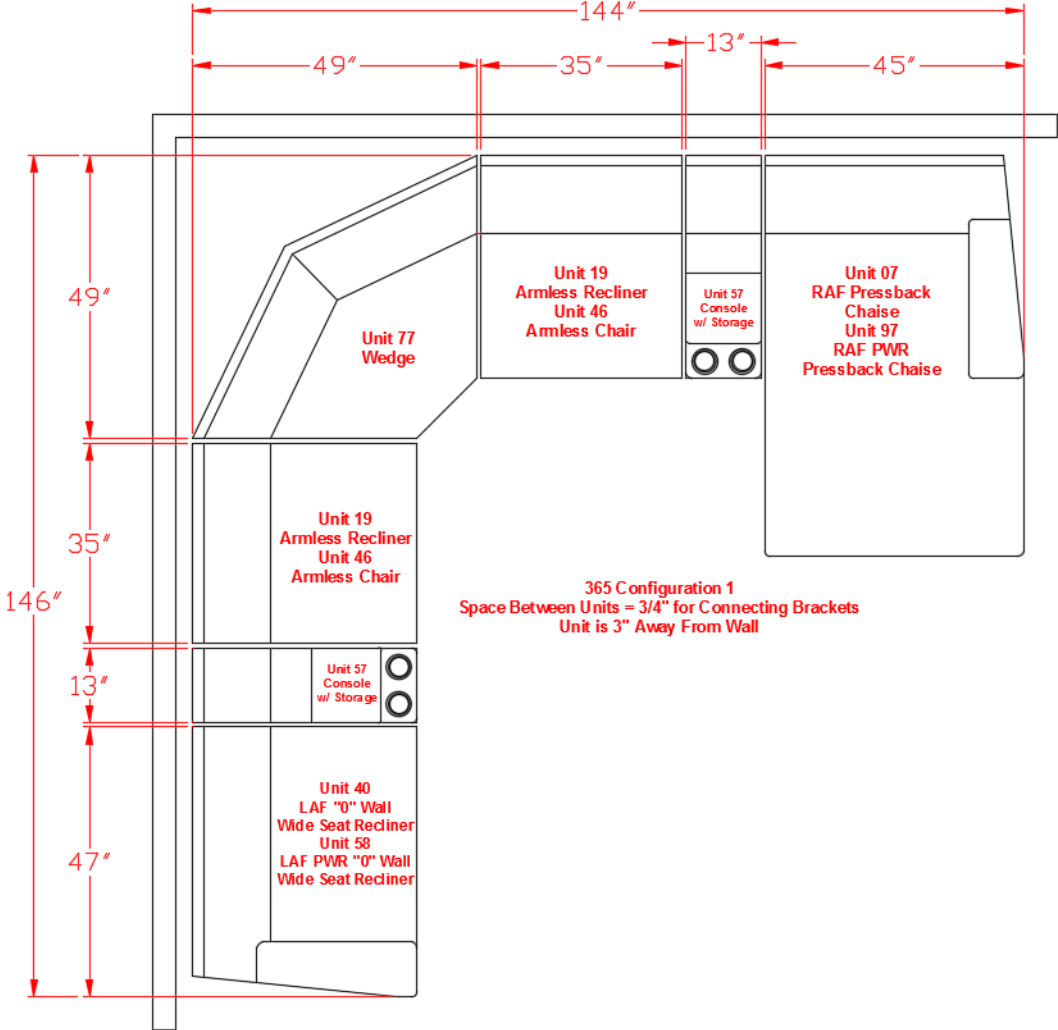 144″
13″
49″
35″
45″
49″
Unit 19
Armless Recliner
Unit 46
Armless Chair
Unit 57
Console
w/ Storage
Unit 07
RAF Pressback
Chaise
Unit 97
RAF PWR
Pressback Chaise
Unit 77
Wedge
35″
Unit 19
Armless Recliner
Unit 46
Armless Chair
146″
365 Configuration 1
Space Between Units = 3/4" for Connecting Brackets
Unit is 3" Away From Wall
13″
Unit 57
Console
w/ Storage
47″
Unit 40
LAF "0" Wall
Wide Seat Recliner
Unit 58
LAF PWR "0" Wall
Wide Seat Recliner